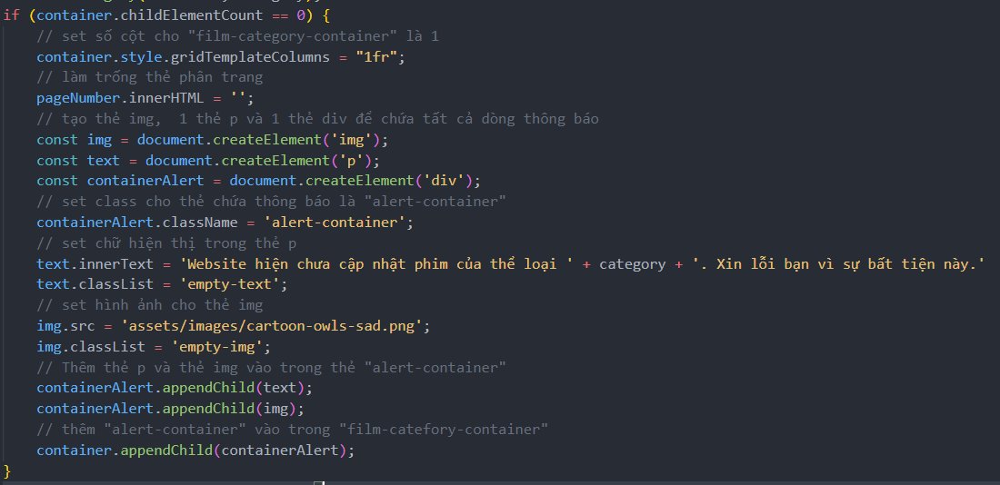 if (container.childElementCount == 0) {
// set số cột cho "film-category-container" là 1
container.style.gridTemplateColumns = "1fr";
// làm trống thẻ phân trang
pageNumber.innerHTML = '';
// tạo thẻ img,  1 thẻ p và 1 thẻ div để chứa tất cả dòng thông báo
const img = document.createElement('img');
const text = document.createElement('p');
const containerAlert = document.createElement('div');
// set class cho thẻ chứa thông báo là "alert-container"
containerAlert.className = 'alert-container';
// set chữ hiện thị trong thẻ p
text.innerText = 'Website hiện chưa cập nhật phim của thể loại ' + category + '. Xin lỗi bạn vì sự bất tiện này.'
text.classList = 'empty-text';
// set hình ảnh cho thẻ img
img.src = 'assets/images/cartoon-owls-sad.png';
img.classList = 'empty-img';
// Thêm thẻ p và thẻ img vào trong thẻ "alert-container"
containerAlert.appendChild(text);
containerAlert.appendChild(img);
// thêm "alert-container" vào trong "film-catefory-container"
container.appendChild(containerAlert);
}